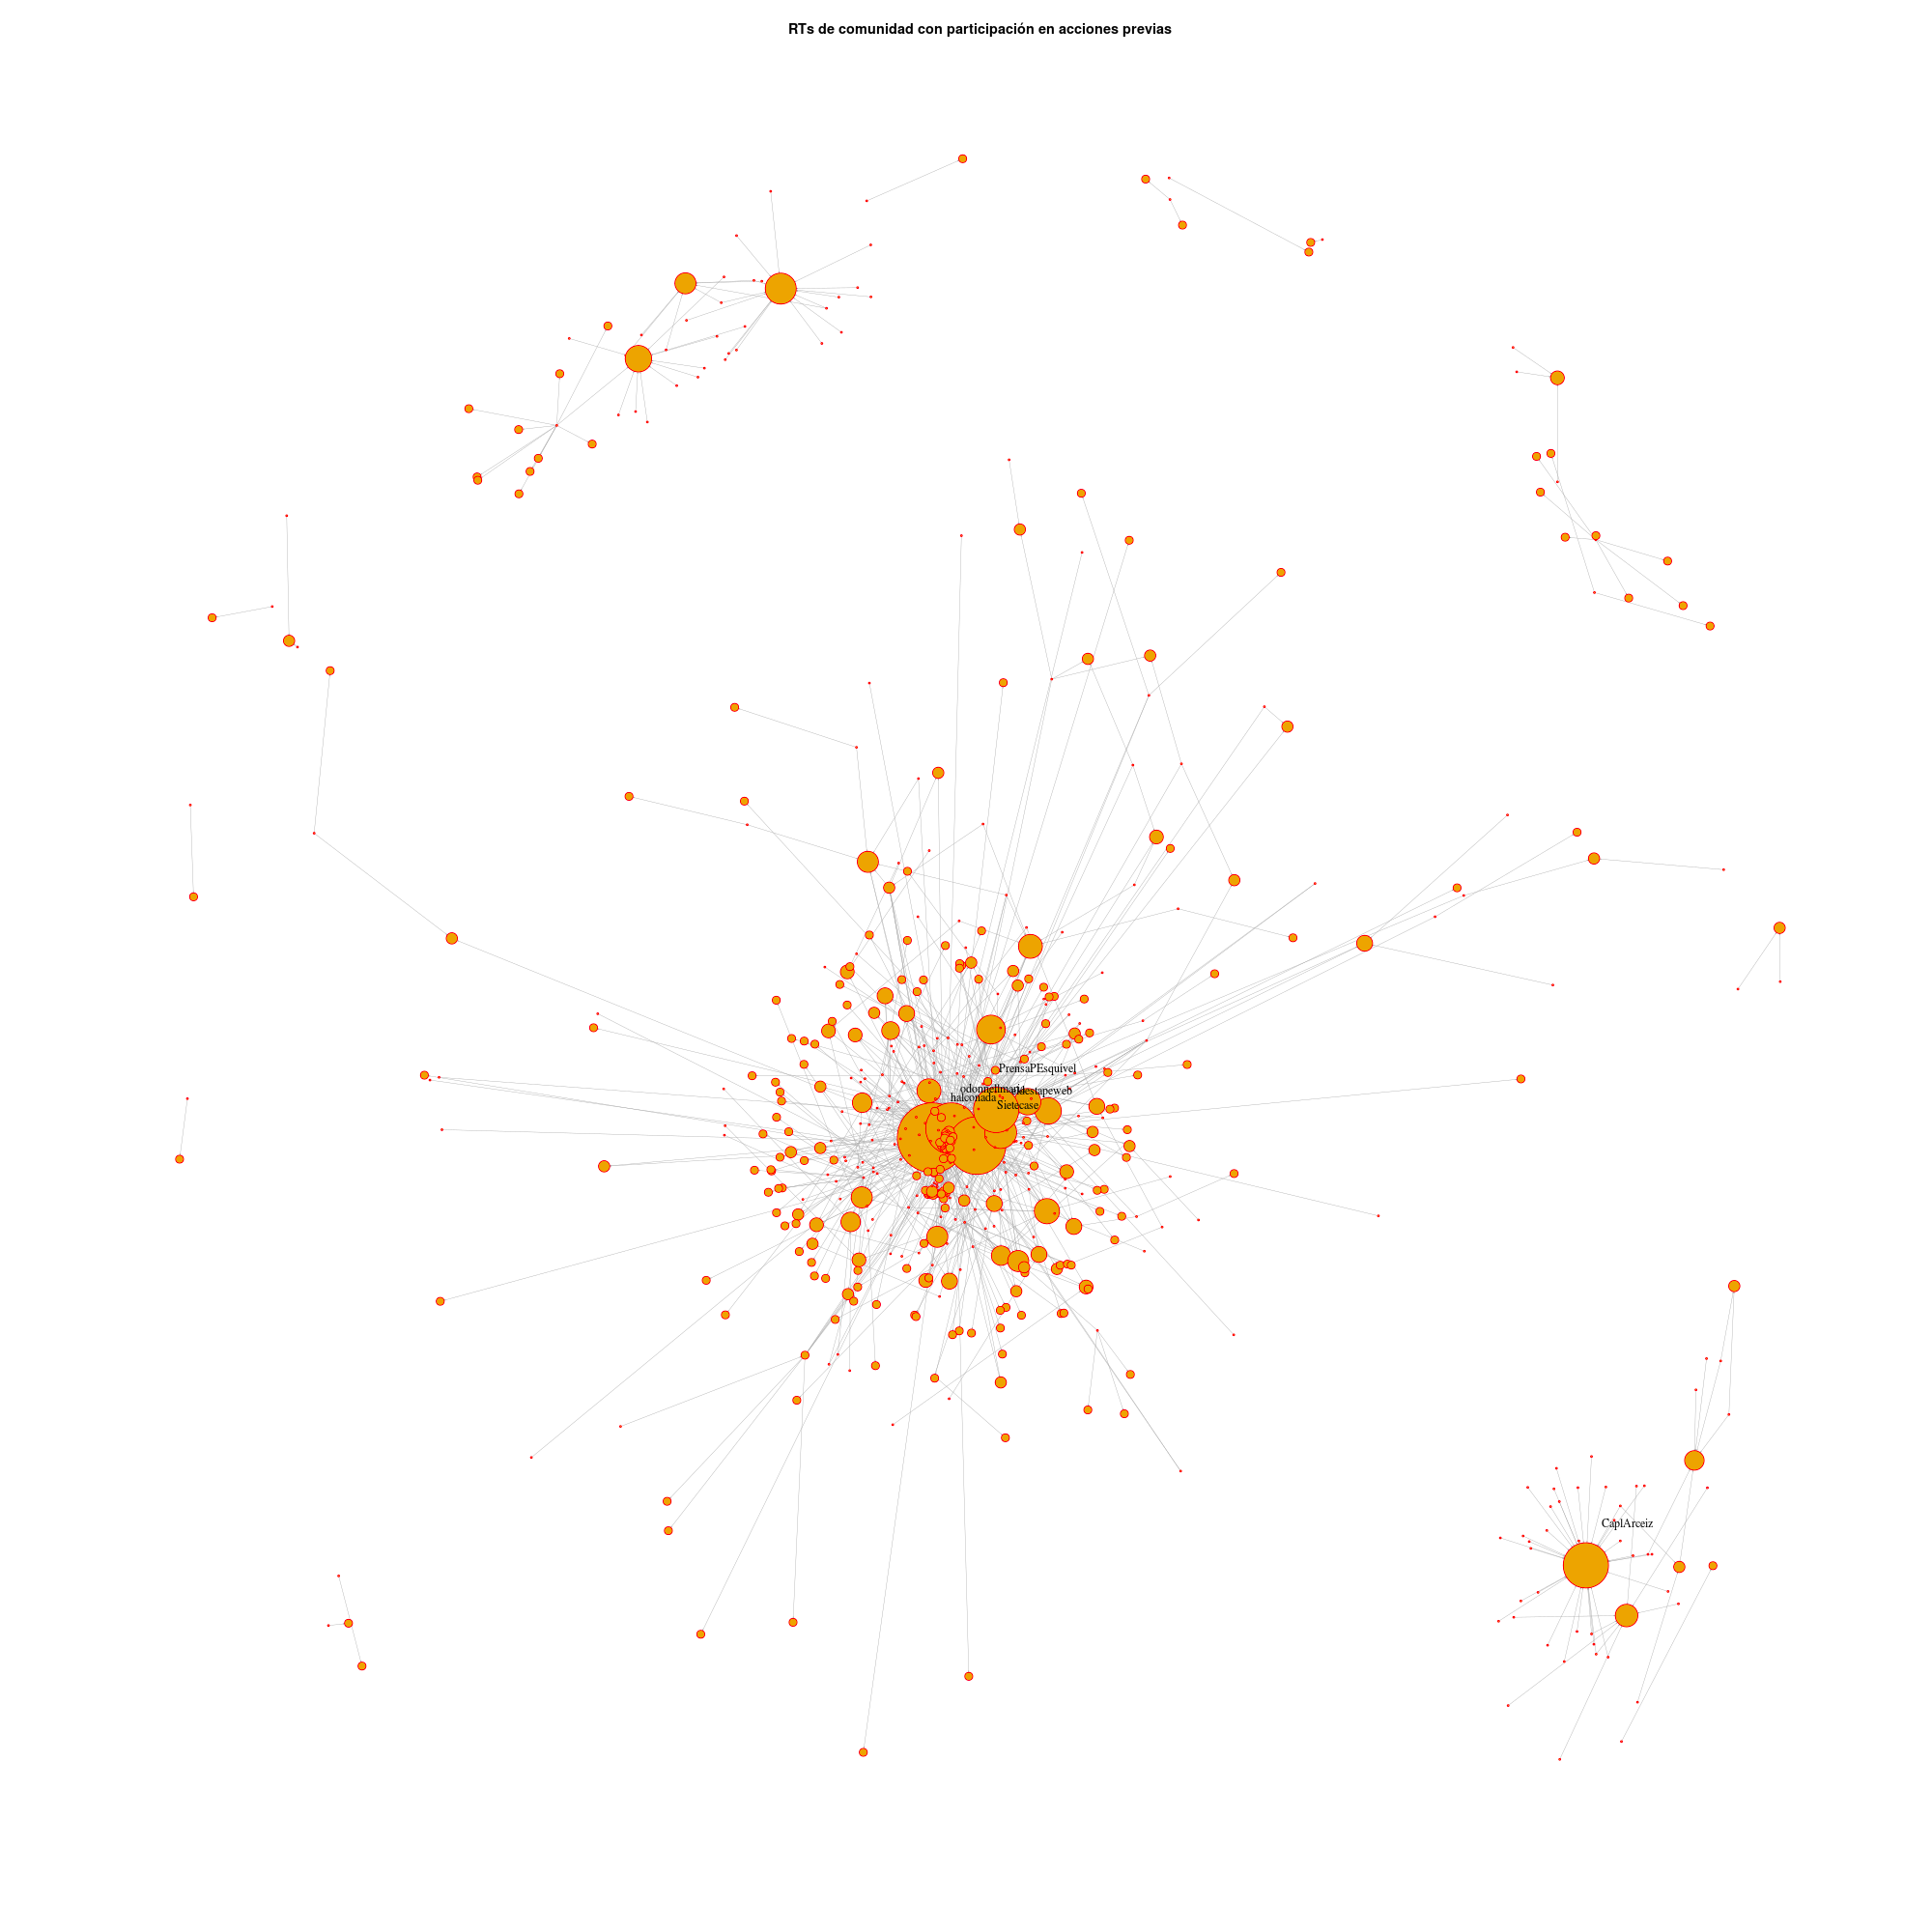 RTs de comunidad con participación en acciones previas
PrensaPEsquivel
halconada
Sietecase
CaplArceiz